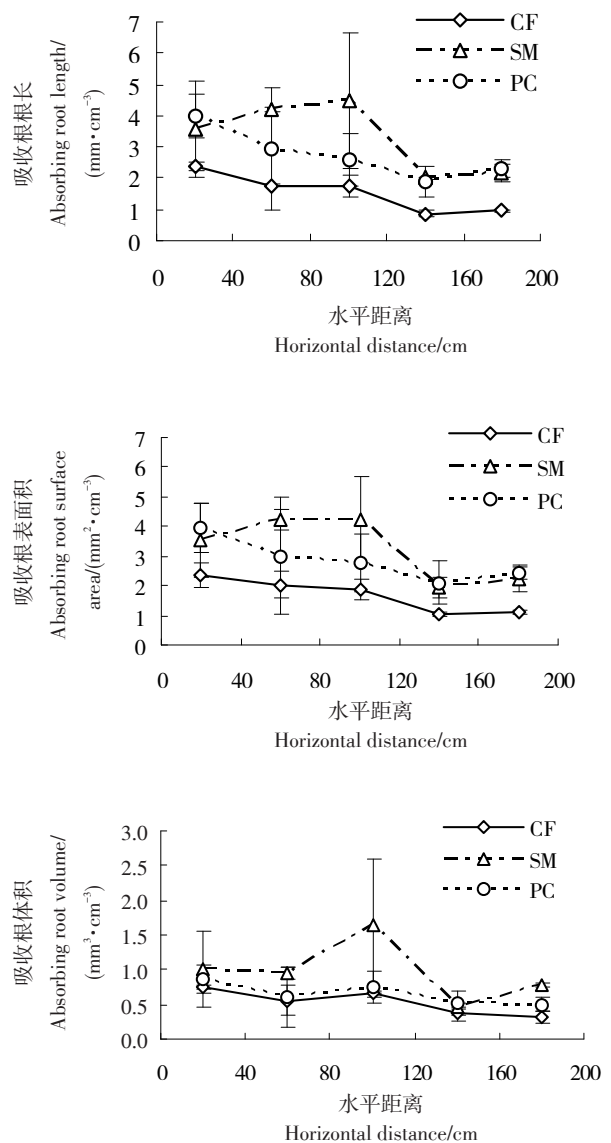 7
6
5
4
3
2
1
0
CF
SM
PC
吸收根根长
Absorbing root length/
(mm·cm⁻³)
0 40 80 120 160 200
水平距离
Horizontal distance/cm
7
6
5
4
3
2
1
0
CF
SM
PC
吸收根表面积
Absorbing root surface
area/(mm²·cm⁻³)
0 40 80 120 160 200
水平距离
Horizontal distance/cm
3.0
2.5
2.0
1.5
1.0
0.5
0.0
CF
SM
PC
吸收根体积
Absorbing root volume/
(mm³·cm⁻³)
0 40 80 120 160 200
水平距离
Horizontal distance/cm